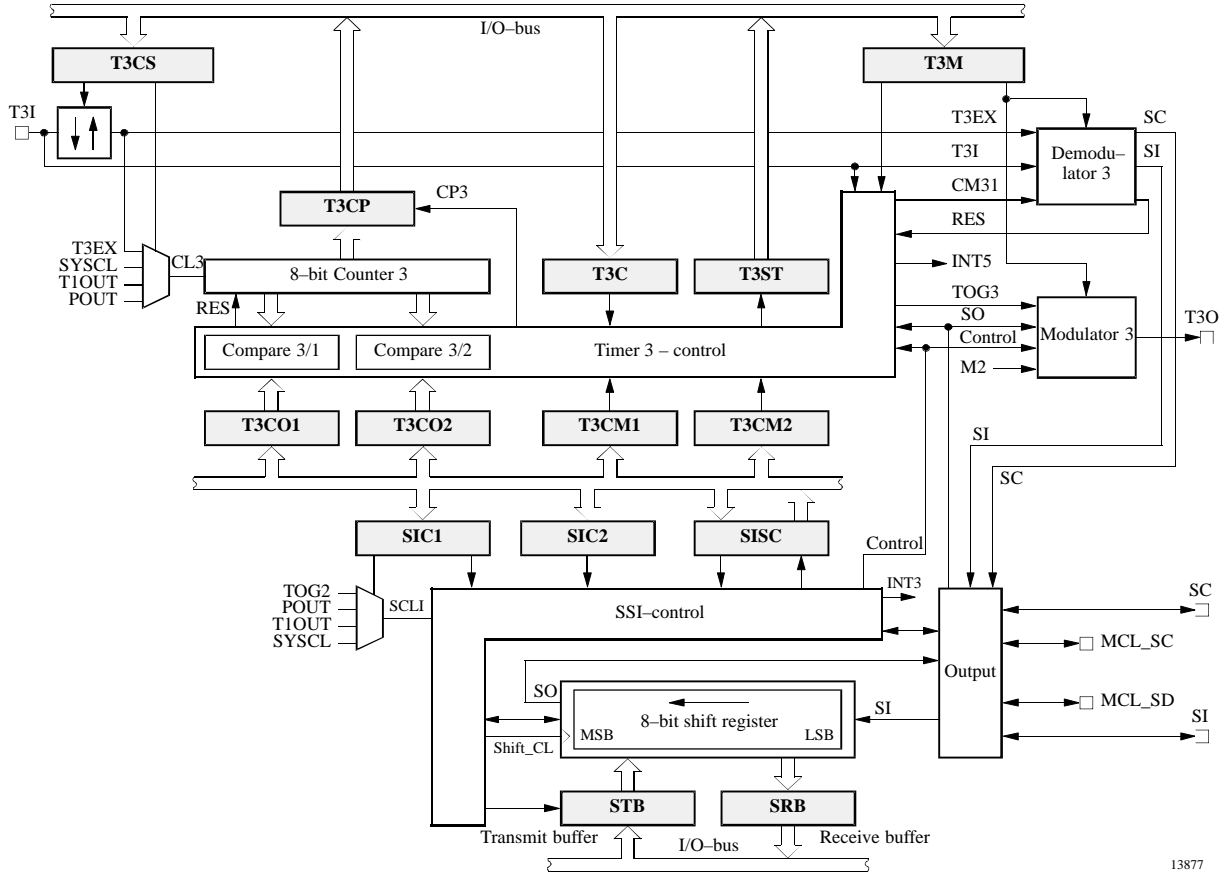 I/O–bus
T3CS
T3M
T3I
T3EX
SC
T3I
SI
Demodu–
lator 3
CM31
T3CP
CP3
RES
T3EX
SYSCL
T1OUT
POUT
CL3
8–bit Counter 3
T3C
T3ST
INT5
RES
TOG3
SO
Control
M2
Modulator 3
T3O
Compare 3/1
Compare 3/2
Timer 3 – control
T3CO1
T3CO2
T3CM1
T3CM2
SI
SC
SIC1
SIC2
SISC
Control
TOG2
POUT
T1OUT
SYSCL
SCLI
SSI–control
INT3
SC
MCL_SC
Output
SO
8–bit shift register
SI
MCL_SD
SI
MSB
LSB
Shift_CL
STB
SRB
Transmit buffer
I/O–bus
Receive buffer
13877